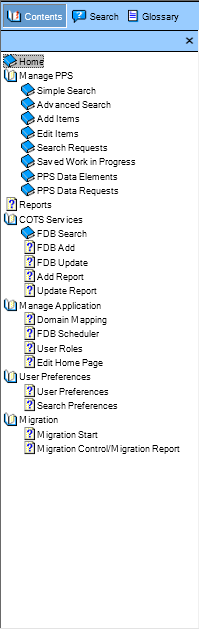 Contents Search Glossary
Home
Manage PPS
Simple Search
Advanced Search
Add Items
Edit Items
Search Requests
Saved Work in Progress
PPS Data Elements
PPS Data Requests
Reports
COTS Services
FDB Search
FDB Add
FDB Update
Add Report
Update Report
Manage Application
Domain Mapping
FDB Scheduler
User Roles
Edit Home Page
User Preferences
User Preferences
Search Preferences
Migration
Migration Start
Migration Control/Migration Report